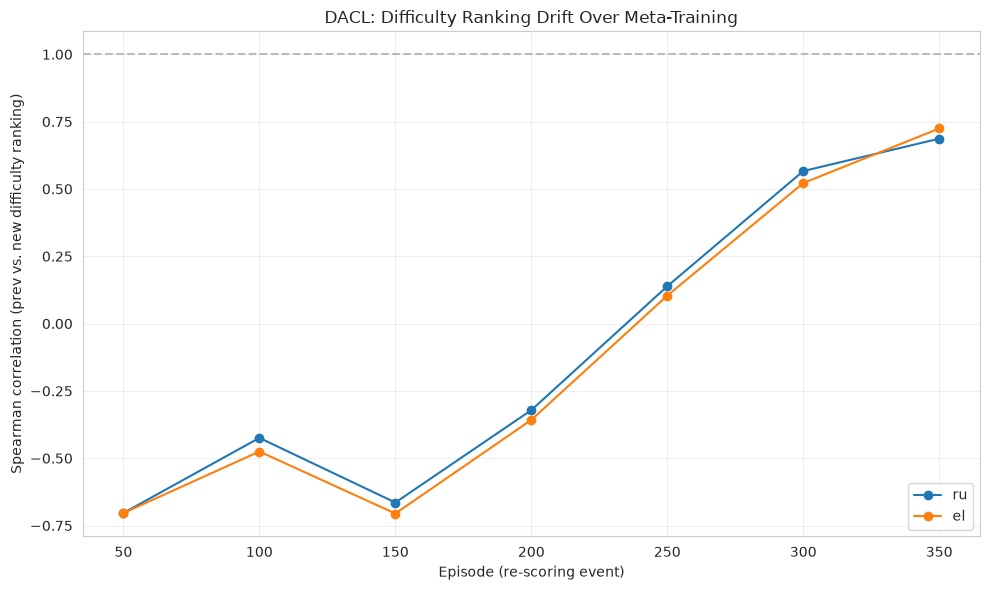 DACL: Difficulty Ranking Drift Over Meta-Training
Spearman correlation (prev vs. new difficulty ranking)
1.00
0.75
0.50
0.25
0.00
−0.25
−0.50
−0.75
50 100 150 200 250 300 350
Episode (re-scoring event)
ru
el